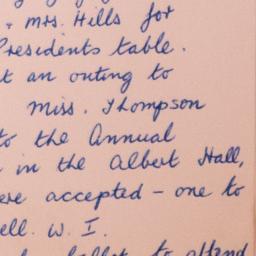 . Mrs. Hills for
Presidents table.
t an outing to
Miss. Thompson
to the Annual
in the Albert Hall,
ere accepted - one to
ell. W. I.
ballot to attend